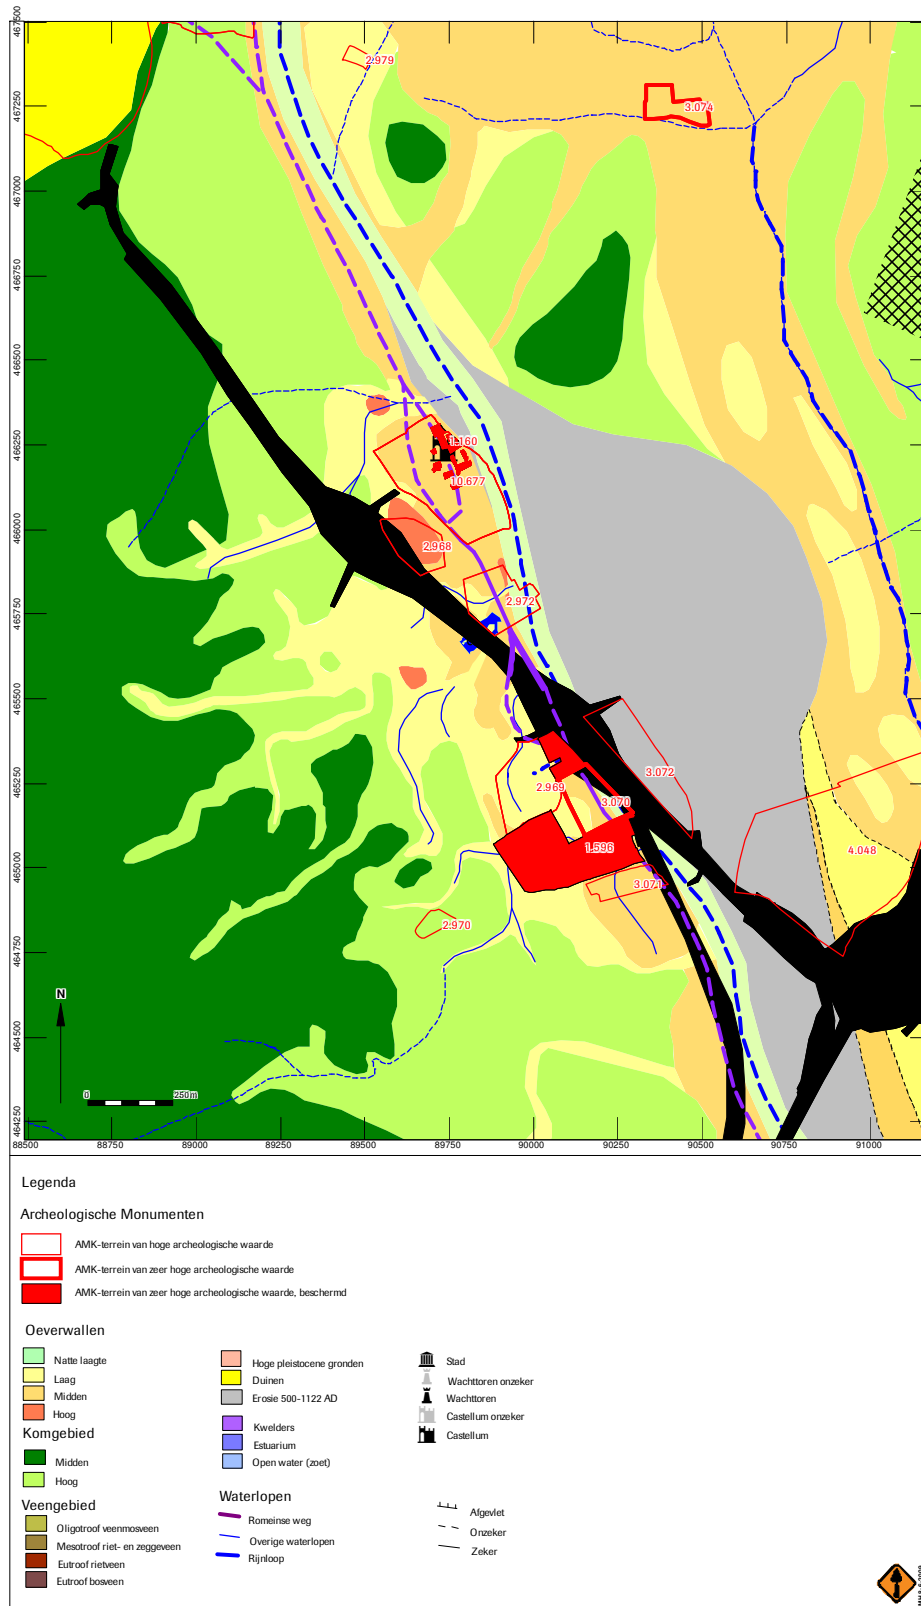 467500
467250
467000
466750
466500
466250
466000
465750
465500
465250
465000
464750
464500
464250
2.979
3.074
1.160
10.677
2.968
2.972
3.072
2.969
3.070
1.596
4.048
3.071
2.970
N
0 250m
88500 88750 89000 89250 89500 89750 90000 90250 90500 90750 91000
Legenda
Archeologische Monumenten
AMK-terrein van hoge archeologische waarde
AMK-terrein van zeer hoge archeologische waarde
AMK-terrein van zeer hoge archeologische waarde, beschermd
Oeverwallen
Natte laagte
Laag
Midden
Hoog
Komgebied
Midden
Hoog
Veengebied
Oligotroof veenmosveen
Mesotroof riet- en zeggeveen
Eutroof rietveen
Eutroof bosveen
Hoge pleistocene gronden
Duinen
Erosie 500-1122 AD
Kwelders
Estuarium
Open water (zoet)
Waterlopen
Romeinse weg
Overige waterlopen
Rijnloop
Stad
Wachttoren onzeker
Wachttoren
Castellum onzeker
Castellum
Afgevlet
Onzeker
Zeker